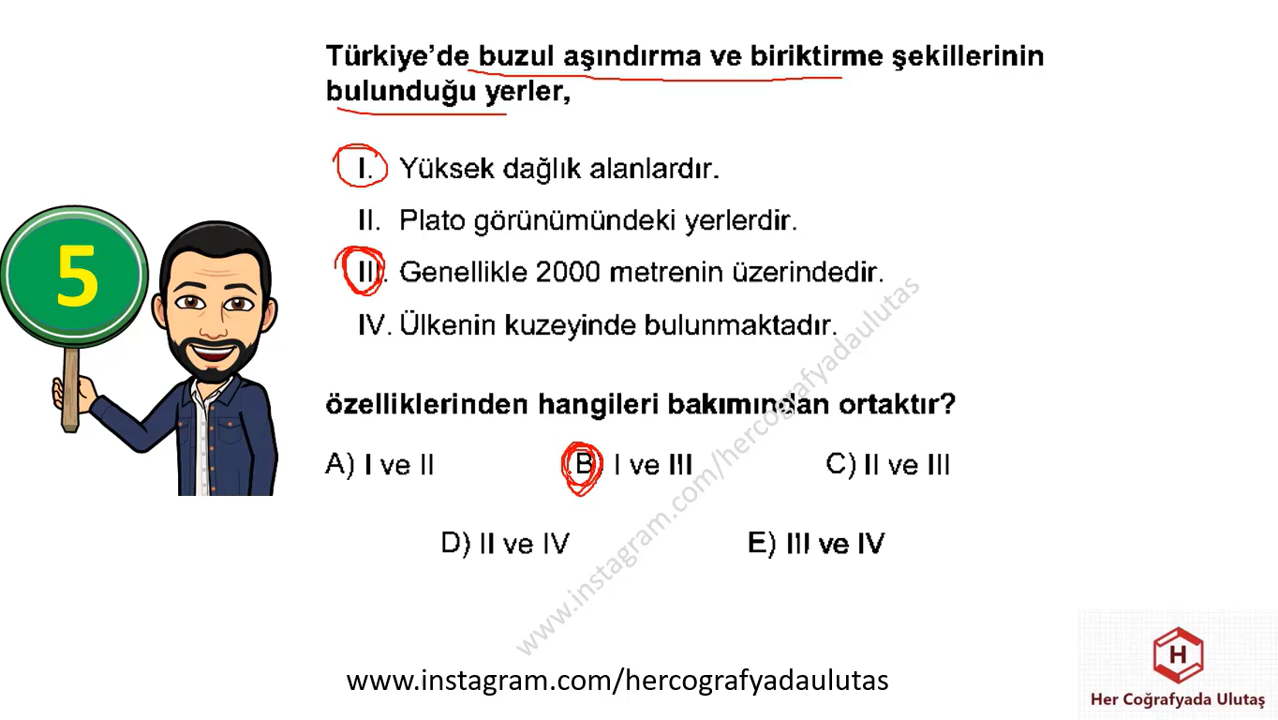 Türkiye’de buzul aşındırma ve biriktirme şekillerinin
bulunduğu yerler,
I. Yüksek dağlık alanlardır.
II. Plato görünümündeki yerlerdir.
III. Genellikle 2000 metrenin üzerindedir.
IV. Ülkenin kuzeyinde bulunmaktadır.
özelliklerinden hangileri bakımından ortaktır?
A) I ve II
B) I ve III
C) II ve III
D) II ve IV
E) III ve IV
5
www.instagram.com/hercografyadaulutas
www.instagram.com/hercografyadaulutas
H
Her Coğrafyada Ulutaş